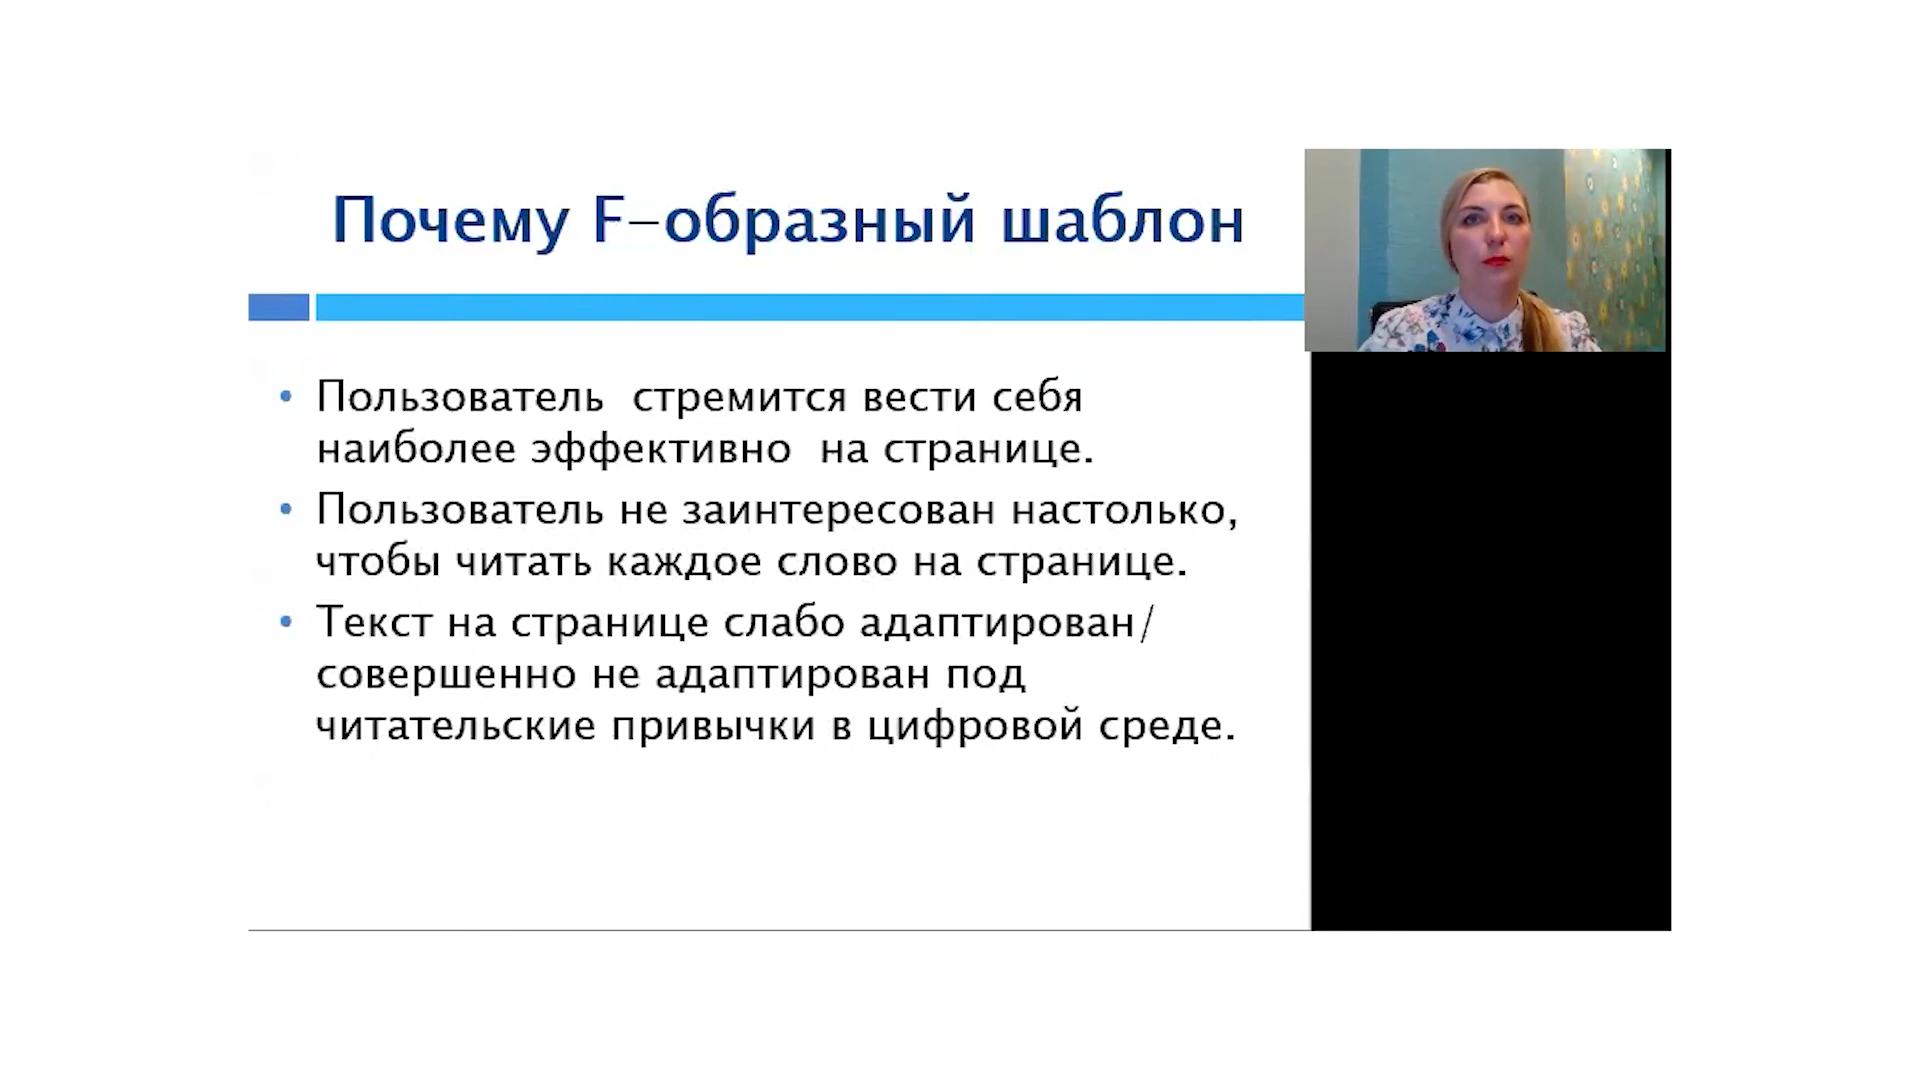 Почему F-образный шаблон
• Пользователь стремится вести себя
наиболее эффективно на странице.
• Пользователь не заинтересован настолько,
чтобы читать каждое слово на странице.
• Текст на странице слабо адаптирован/
совершенно не адаптирован под
читательские привычки в цифровой среде.